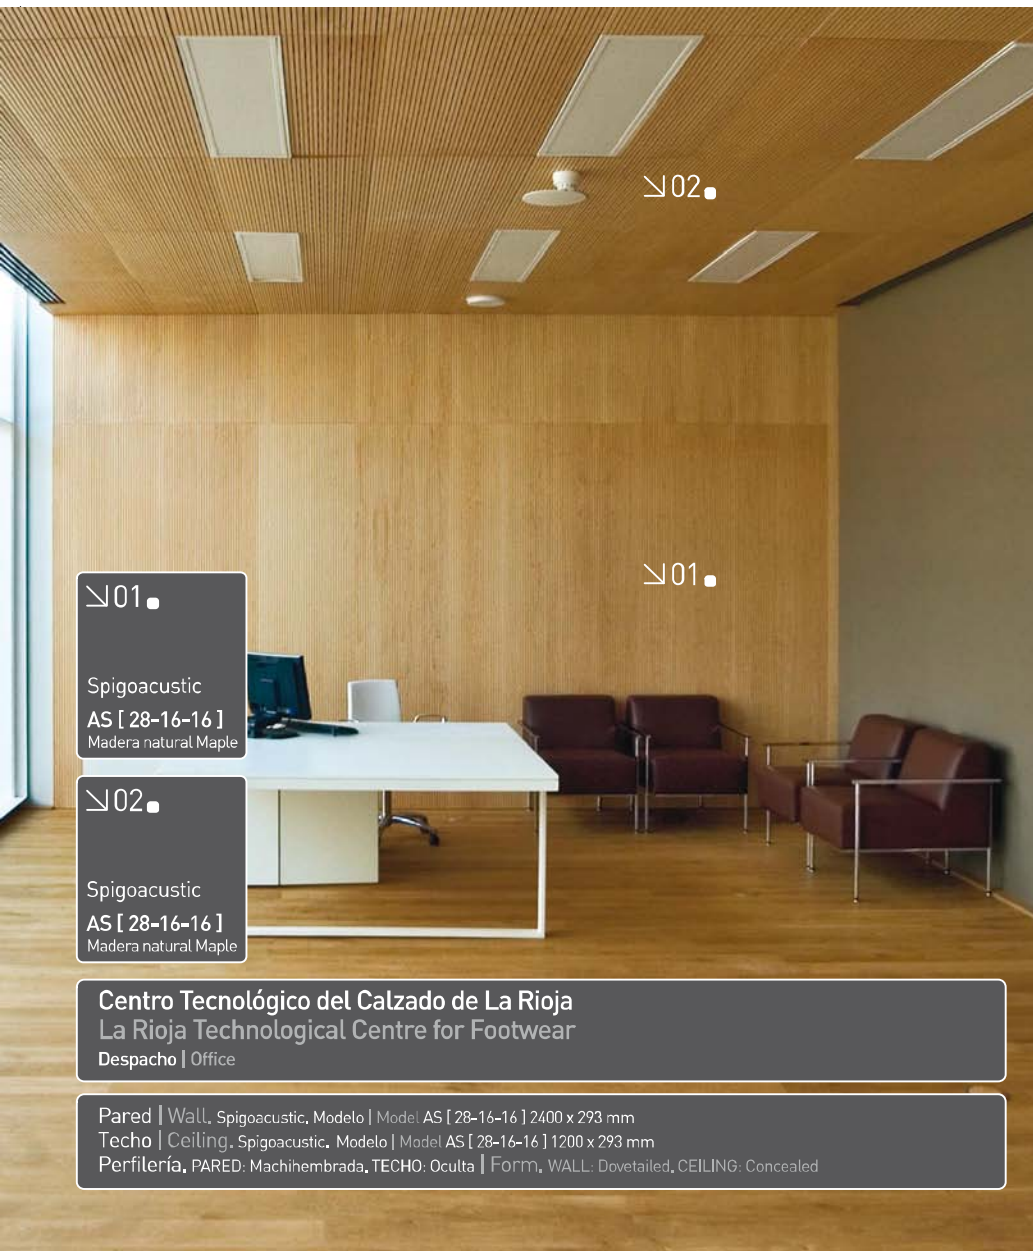 02
01
01
Spigoacustic
AS [ 28-16-16 ]
Madera natural Maple
02
Spigoacustic
AS [ 28-16-16 ]
Madera natural Maple
Centro Tecnológico del Calzado de La Rioja
La Rioja Technological Centre for Footwear
Despacho | Office
Pared | Wall. Spigoacustic. Modelo | Model AS [ 28-16-16 ] 2400 x 293 mm
Techo | Ceiling. Spigoacustic. Modelo | Model AS [ 28-16-16 ] 1200 x 293 mm
Perfilería. PARED: Machihembrada. TECHO: Oculta | Form. WALL: Dovetailed. CEILING: Concealed